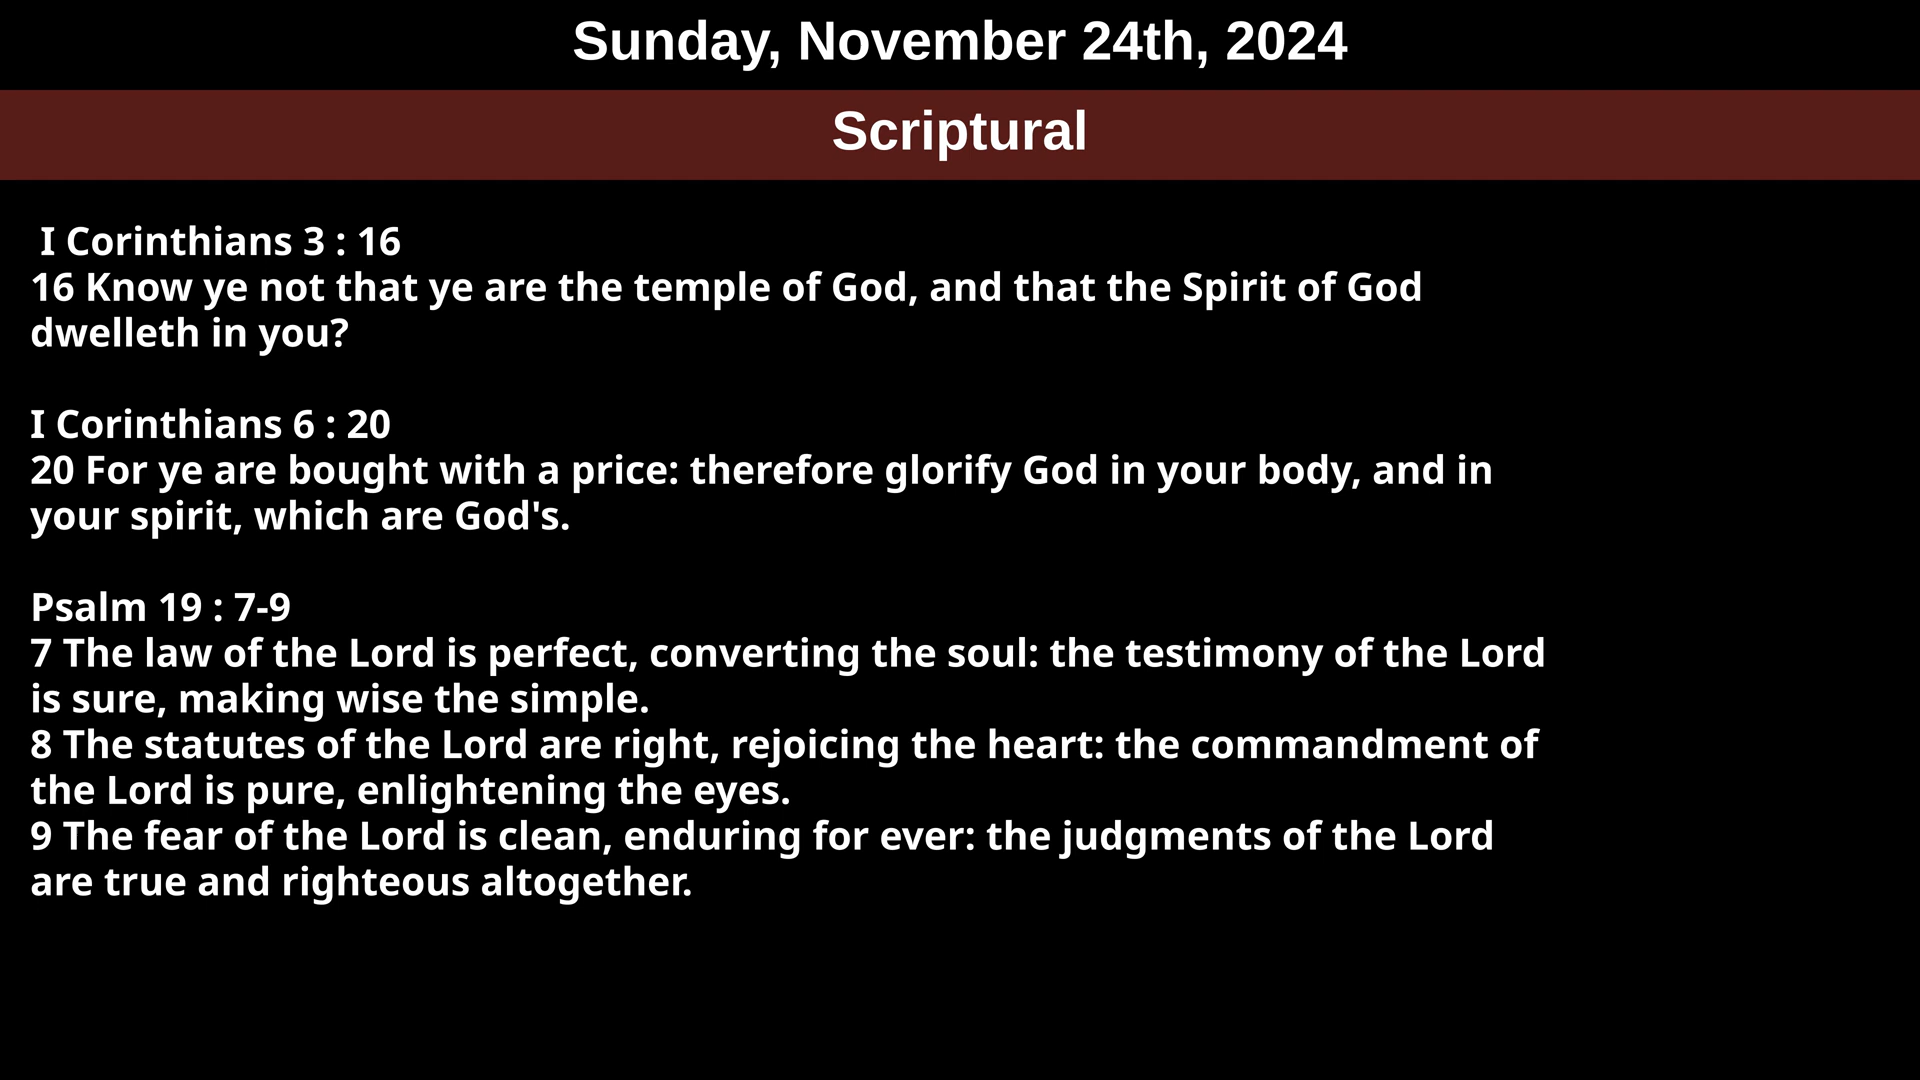 Sunday, November 24th, 2024
Scriptural
I Corinthians 3 : 16
16 Know ye not that ye are the temple of God, and that the Spirit of God
dwelleth in you?
I Corinthians 6 : 20
20 For ye are bought with a price: therefore glorify God in your body, and in
your spirit, which are God's.
Psalm 19 : 7-9
7 The law of the Lord is perfect, converting the soul: the testimony of the Lord
is sure, making wise the simple.
8 The statutes of the Lord are right, rejoicing the heart: the commandment of
the Lord is pure, enlightening the eyes.
9 The fear of the Lord is clean, enduring for ever: the judgments of the Lord
are true and righteous altogether.